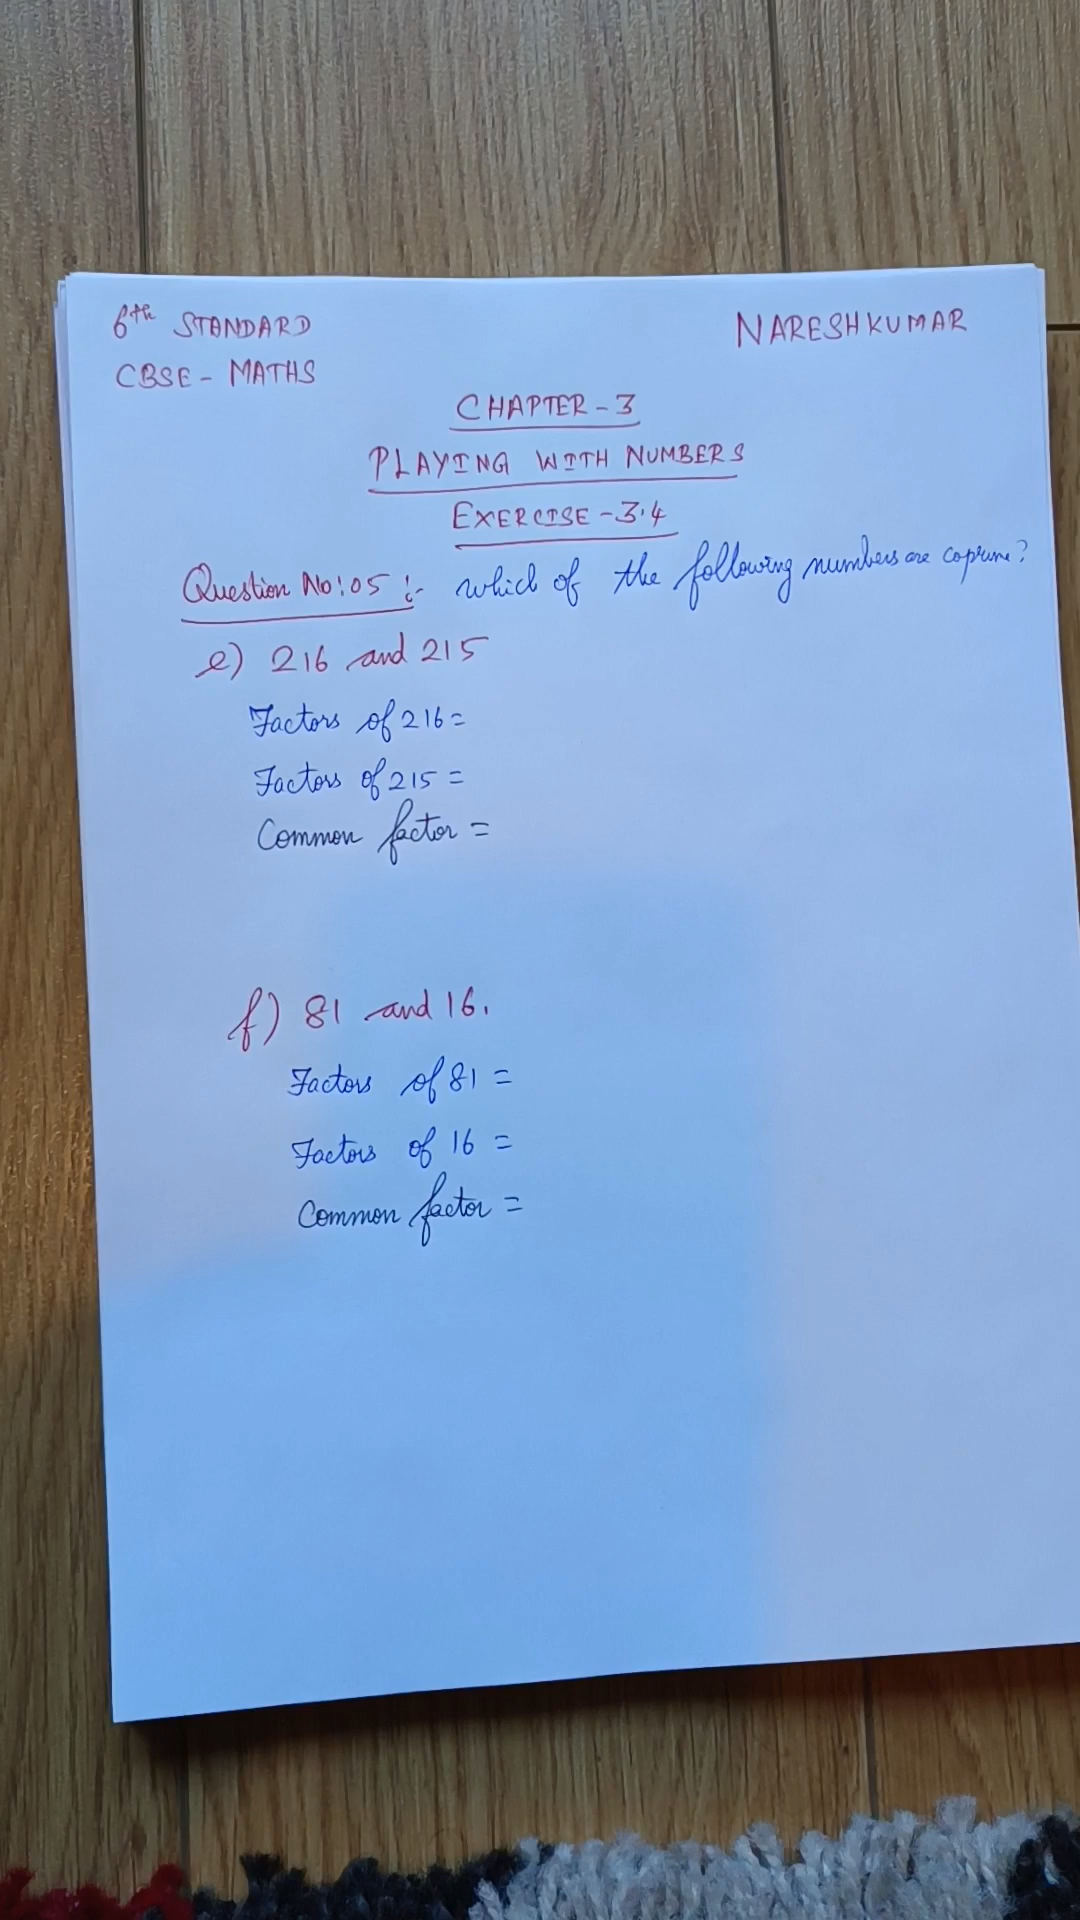 6th STANDARD
NARESHKUMAR
CBSE - MATHS
CHAPTER - 3
PLAYING WITH NUMBERS
EXERCISE - 3.4
Question No:05 :- which of the following numbers are coprime?
e) 216 and 215
Factors of 216 =
Factors of 215 =
Common factor =
f) 81 and 16.
Factors of 81 =
Factors of 16 =
Common factor =